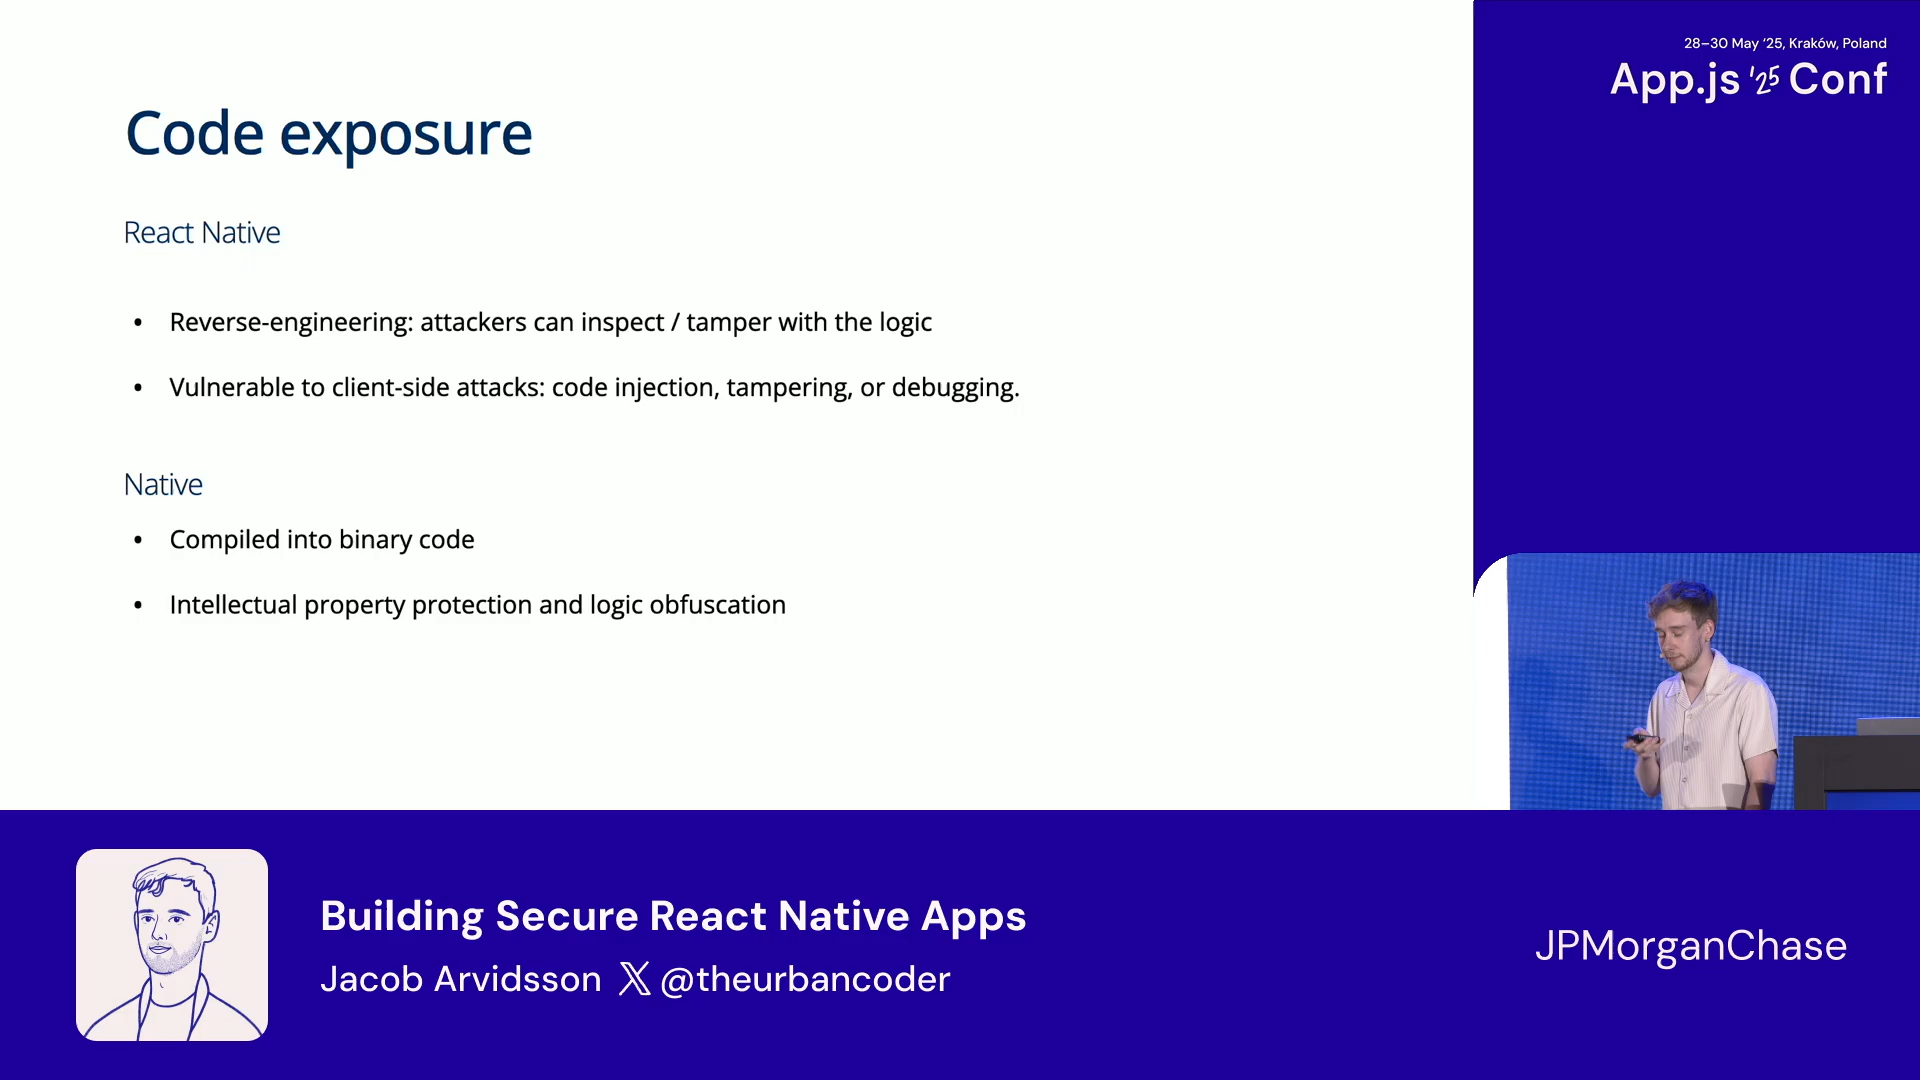 Code exposure
React Native
• Reverse-engineering: attackers can inspect / tamper with the logic
• Vulnerable to client-side attacks: code injection, tampering, or debugging.
Native
• Compiled into binary code
• Intellectual property protection and logic obfuscation
28–30 May ‘25, Kraków, Poland
App.js '25 Conf
Building Secure React Native Apps
Jacob Arvidsson 𝕏 @theurbancoder
JPMorganChase